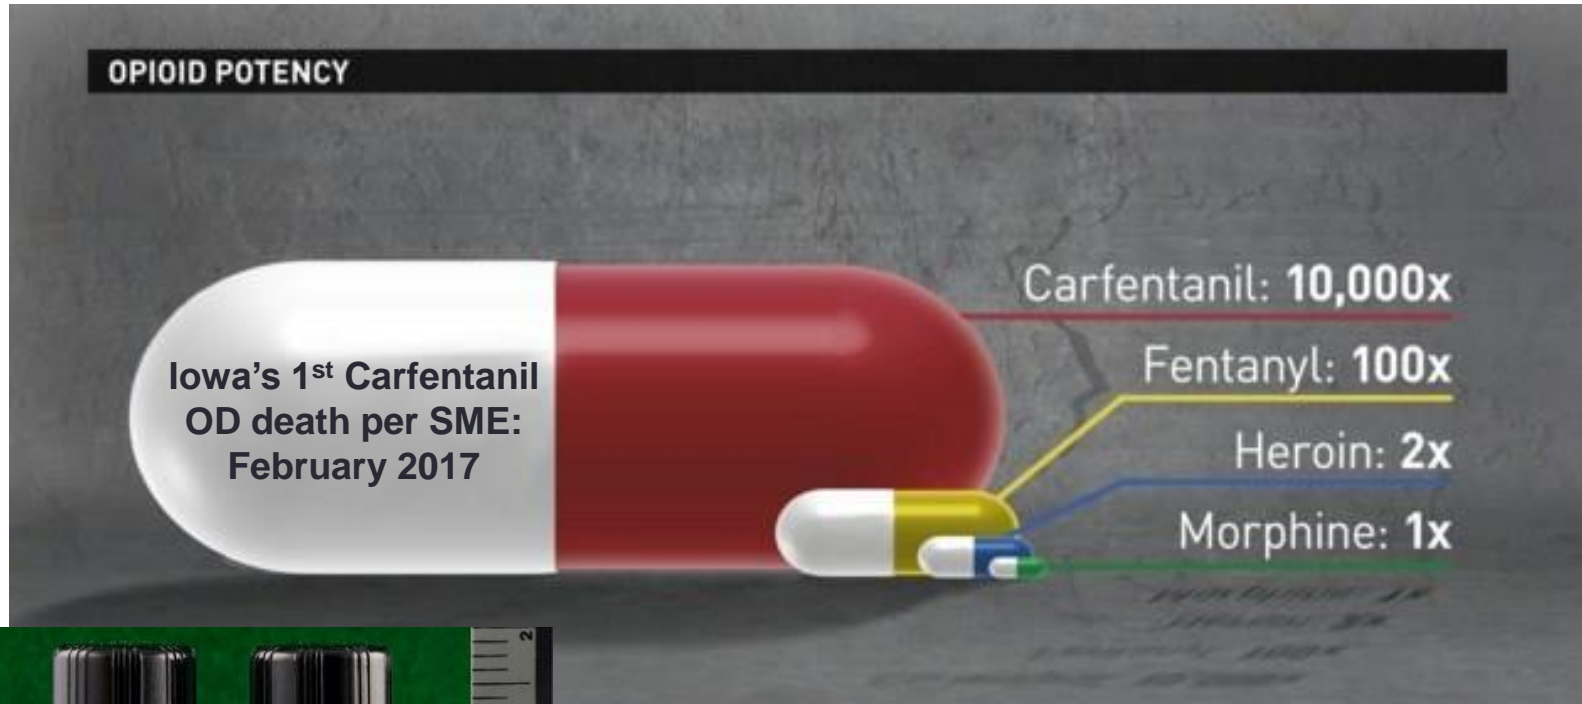 OPIOID POTENCY
Carfentanil: 10,000x
Fentanyl: 100x
Heroin: 2x
Morphine: 1x
Iowa's 1st Carfentanil
OD death per SME:
February 2017
2